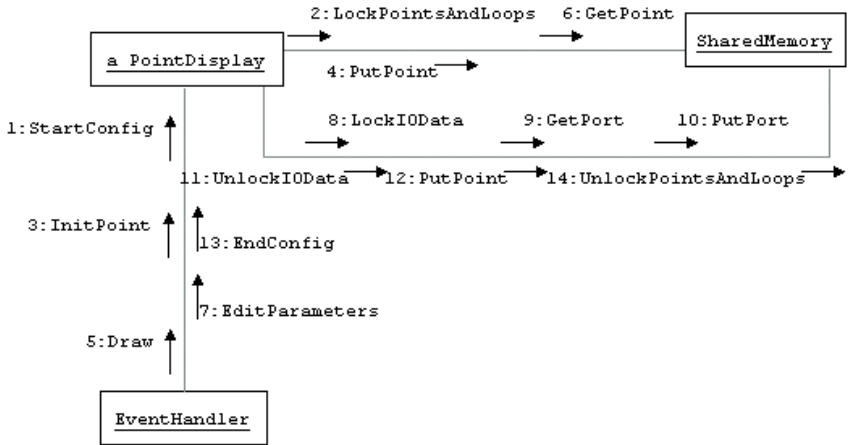 2:LockPointsAndLoops 6:GetPoint
a PointDisplay
SharedMemory
4:PutPoint
1:StartConfig
8:LockIOData 9:GetPort 10:PutPort
11:UnlockIOData 12:PutPoint 14:UnlockPointsAndLoops
3:InitPoint
13:EndConfig
7:EditParameters
5:Draw
EventHandler